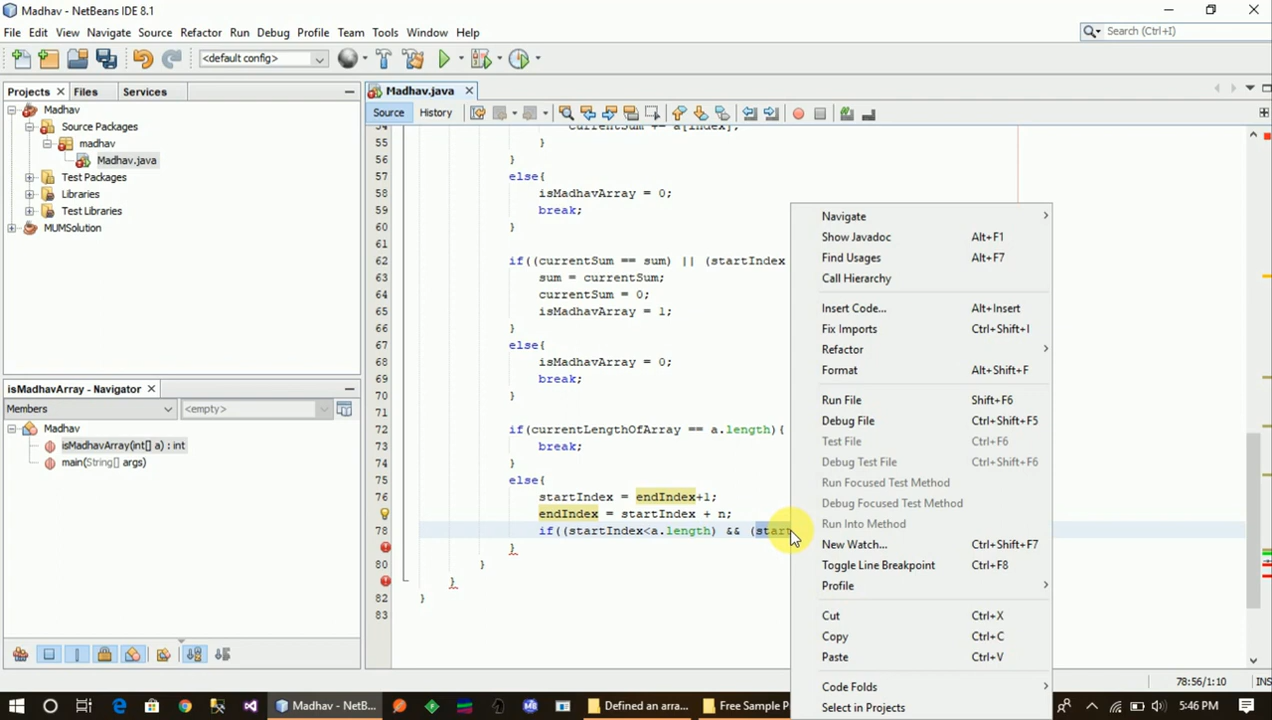 Madhav - NetBeans IDE 8.1
File Edit View Navigate Source Refactor Run Debug Profile Team Tools Window Help
Search (Ctrl+I)
<default config>
Projects
Files
Services
Madhav
Source Packages
madhav
Madhav.java
Test Packages
Libraries
Test Libraries
MUMSolution
isMadhavArray - Navigator
Members
<empty>
Madhav
isMadhavArray(int[] a) : int
main(String[] args)
Madhav.java
Source
History
54 currentSum += a[index];
55 }
56 }
57 else{
58 isMadhavArray = 0;
59 break;
60 }
61
62 if((currentSum == sum) || (startIndex
63 sum = currentSum;
64 currentSum = 0;
65 isMadhavArray = 1;
66 }
67 else{
68 isMadhavArray = 0;
69 break;
70 }
71
72 if(currentLengthOfArray == a.length){
73 break;
74 }
75 else{
76 startIndex = endIndex+1;
endIndex = startIndex + n;
78 if((startIndex<a.length) && (start
}
80 }
}
82 }
83
Navigate
Show Javadoc Alt+F1
Find Usages Alt+F7
Call Hierarchy
Insert Code... Alt+Insert
Fix Imports Ctrl+Shift+I
Refactor
Format Alt+Shift+F
Run File Shift+F6
Debug File Ctrl+Shift+F5
Test File Ctrl+F6
Debug Test File Ctrl+Shift+F6
Run Focused Test Method
Debug Focused Test Method
Run Into Method
New Watch... Ctrl+Shift+F7
Toggle Line Breakpoint Ctrl+F8
Profile
Cut Ctrl+X
Copy Ctrl+C
Paste Ctrl+V
Code Folds
Select in Projects
78:56/1:10
INS
Madhav - NetB...
Defined an arra...
Free Sample P
5:46 PM